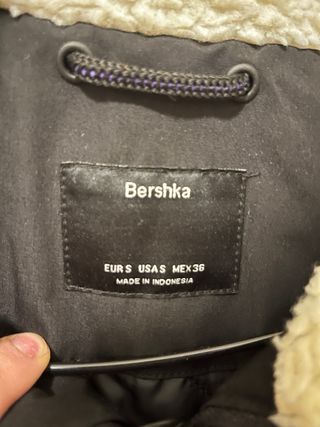 Bershka
EUR S USA S MEX 36
MADE IN INDONESIA